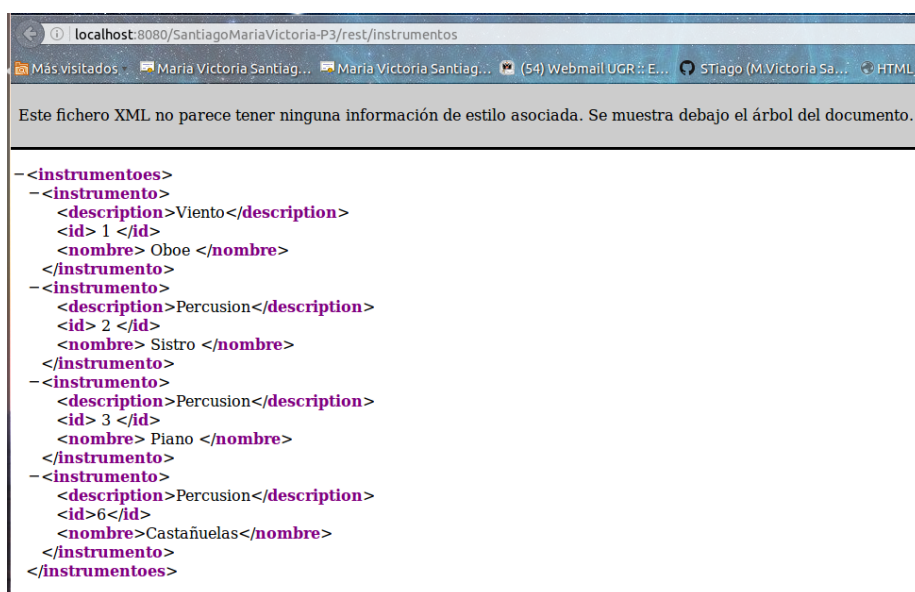 localhost:8080/SantiagoMariaVictoria-P3/rest/instrumentos
Más visitados Maria Victoria Santiag... Maria Victoria Santiag... (54) Webmail UGR :: E... STiago (M.Victoria Sa... HTML
Este fichero XML no parece tener ninguna información de estilo asociada. Se muestra debajo el árbol del documento.
−<instrumentoes>
−<instrumento>
<description>Viento</description>
<id> 1 </id>
<nombre> Oboe </nombre>
</instrumento>
−<instrumento>
<description>Percusion</description>
<id> 2 </id>
<nombre> Sistro </nombre>
</instrumento>
−<instrumento>
<description>Percusion</description>
<id> 3 </id>
<nombre> Piano </nombre>
</instrumento>
−<instrumento>
<description>Percusion</description>
<id>6</id>
<nombre>Castañuelas</nombre>
</instrumento>
</instrumentoes>